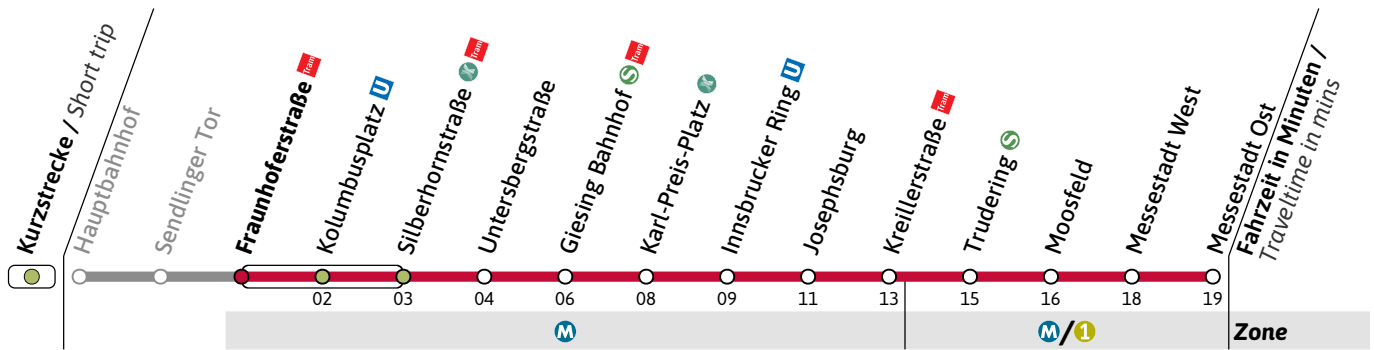 Kurzstrecke / Short trip
Hauptbahnhof
Sendlinger Tor
Fraunhoferstraße Tram
Kolumbusplatz U
Silberhornstraße X Tram
Untersbergstraße
Giesing Bahnhof S Tram
Karl-Preis-Platz X
Innsbrucker Ring U
Josephsburg
Kreillerstraße Tram
Trudering S
Moosfeld
Messestadt West
Messestadt Ost
Fahrzeit in Minuten /
Traveltime in mins
02 03 04 06 08 09 11 13 15 16 18 19
M M/1 Zone